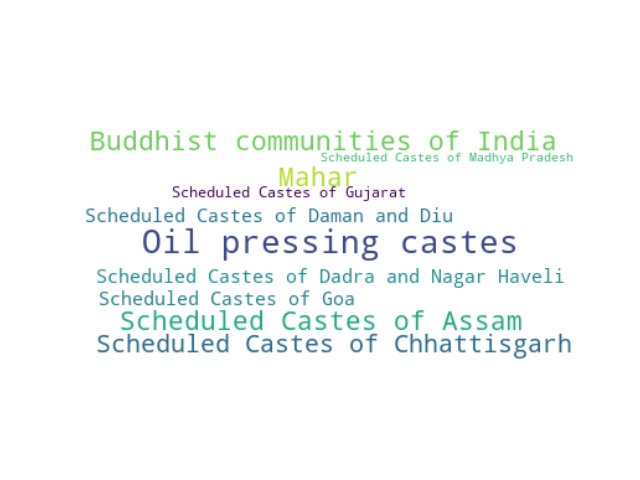 Buddhist communities of India
Scheduled Castes of Madhya Pradesh
Mahar
Scheduled Castes of Gujarat
Scheduled Castes of Daman and Diu
Oil pressing castes
Scheduled Castes of Dadra and Nagar Haveli
Scheduled Castes of Goa
Scheduled Castes of Assam
Scheduled Castes of Chhattisgarh